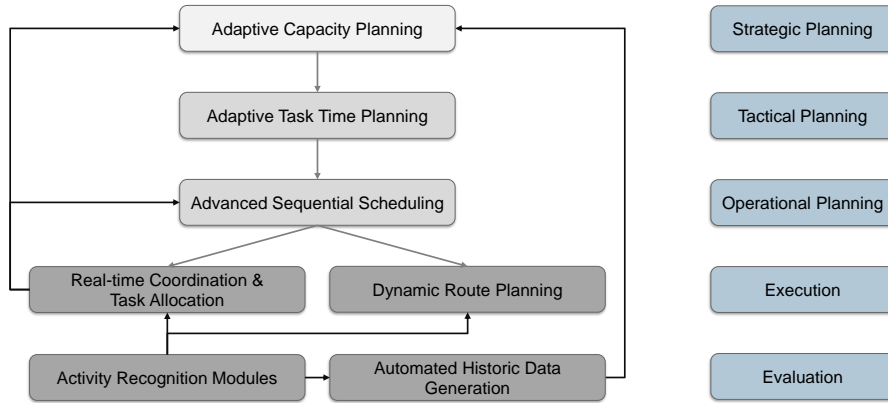 Adaptive Capacity Planning
Strategic Planning
Adaptive Task Time Planning
Tactical Planning
Advanced Sequential Scheduling
Operational Planning
Real-time Coordination &
Task Allocation
Dynamic Route Planning
Execution
Activity Recognition Modules
Automated Historic Data
Generation
Evaluation